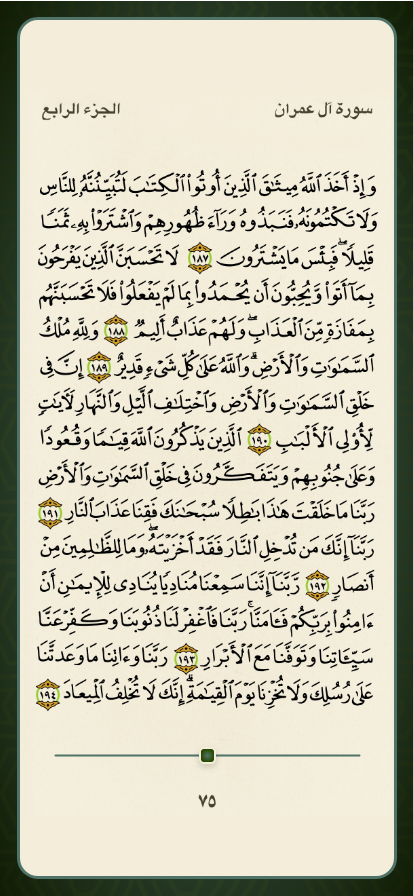 سورة آل عمران الجزء الرابع
وَإِذْ أَخَذَ ٱللَّهُ مِيثَٰقَ ٱلَّذِينَ أُوتُوا۟ ٱلْكِتَٰبَ لَتُبَيِّنُنَّهُۥ لِلنَّاسِ
وَلَا تَكْتُمُونَهُۥ فَنَبَذُوهُ وَرَآءَ ظُهُورِهِمْ وَٱشْتَرَوْا۟ بِهِۦ ثَمَنًا
قَلِيلًا ۖ فَبِئْسَ مَا يَشْتَرُونَ ١٨٧ لَا تَحْسَبَنَّ ٱلَّذِينَ يَفْرَحُونَ
بِمَآ أَتَوا۟ وَّيُحِبُّونَ أَن يُحْمَدُوا۟ بِمَا لَمْ يَفْعَلُوا۟ فَلَا تَحْسَبَنَّهُم
بِمَفَازَةٍ مِّنَ ٱلْعَذَابِ ۖ وَلَهُمْ عَذَابٌ أَلِيمٌ ١٨٨ وَلِلَّهِ مُلْكُ
ٱلسَّمَٰوَٰتِ وَٱلْأَرْضِ ۗ وَٱللَّهُ عَلَىٰ كُلِّ شَىْءٍ قَدِيرٌ ١٨٩ إِنَّ فِى
خَلْقِ ٱلسَّمَٰوَٰتِ وَٱلْأَرْضِ وَٱخْتِلَٰفِ ٱلَّيْلِ وَٱلنَّهَارِ لَءَايَٰتٍ
لِّأُو۟لِى ٱلْأَلْبَٰبِ ١٩٠ ٱلَّذِينَ يَذْكُرُونَ ٱللَّهَ قِيَٰمًا وَقُعُودًا
وَعَلَىٰ جُنُوبِهِمْ وَيَتَفَكَّرُونَ فِى خَلْقِ ٱلسَّمَٰوَٰتِ وَٱلْأَرْضِ
رَبَّنَا مَا خَلَقْتَ هَٰذَا بَٰطِلًا سُبْحَٰنَكَ فَقِنَا عَذَابَ ٱلنَّارِ ١٩١
رَبَّنَآ إِنَّكَ مَن تُدْخِلِ ٱلنَّارَ فَقَدْ أَخْزَيْتَهُۥ ۖ وَمَا لِلظَّٰلِمِينَ مِنْ
أَنصَارٍ ١٩٢ رَّبَّنَآ إِنَّنَا سَمِعْنَا مُنَادِيًا يُنَادِى لِلْإِيمَٰنِ أَنْ
ءَامِنُوا۟ بِرَبِّكُمْ فَـَٔامَنَّا ۚ رَبَّنَا فَٱغْفِرْ لَنَا ذُنُوبَنَا وَكَفِّرْ عَنَّا
سَيِّـَٔاتِنَا وَتَوَفَّنَا مَعَ ٱلْأَبْرَارِ ١٩٣ رَبَّنَا وَءَاتِنَا مَا وَعَدتَّنَا
عَلَىٰ رُسُلِكَ وَلَا تُخْزِنَا يَوْمَ ٱلْقِيَٰمَةِ ۗ إِنَّكَ لَا تُخْلِفُ ٱلْمِيعَادَ ١٩٤
٧٥